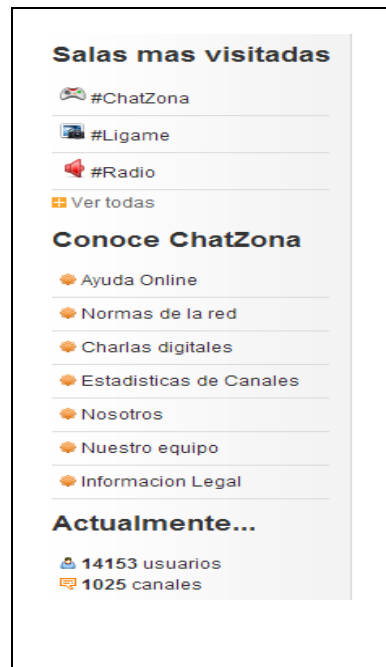 Salas mas visitadas
#ChatZona
#Ligame
#Radio
Ver todas
Conoce ChatZona
Ayuda Online
Normas de la red
Charlas digitales
Estadisticas de Canales
Nosotros
Nuestro equipo
Informacion Legal
Actualmente...
14153 usuarios
1025 canales